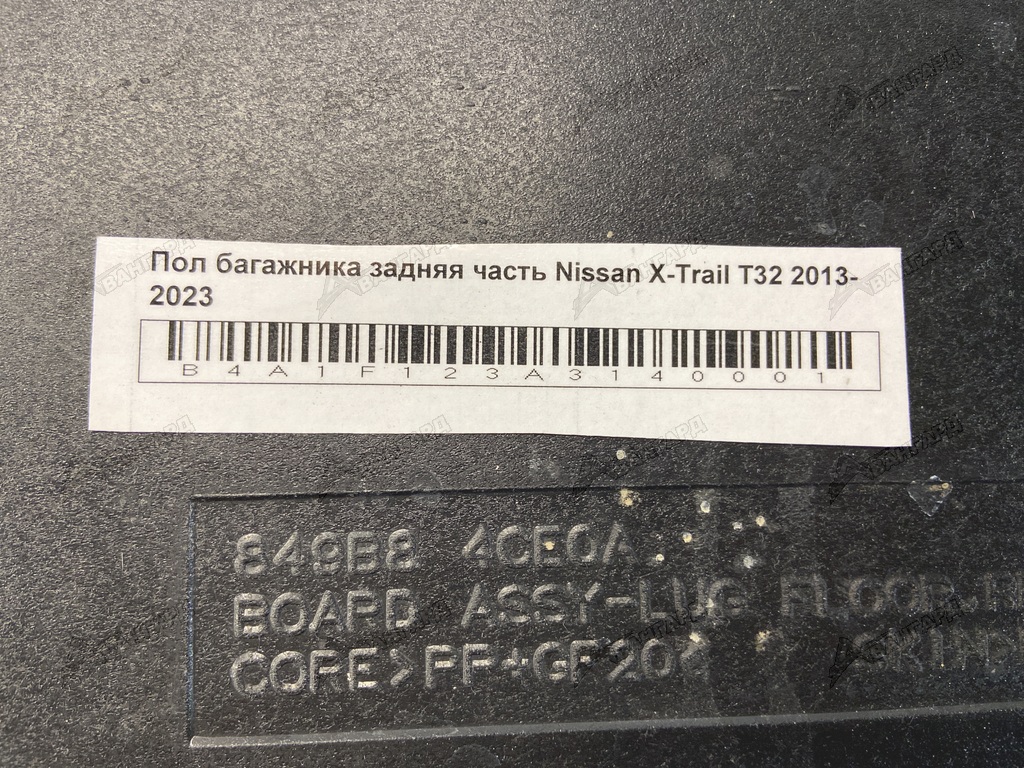 Пол багажника задняя часть Nissan X-Trail T32 2013-
2023
B4A1F123A3140001
849B8 4CE0A
BOARD ASSY-LUG FLOOR,
CORE>PP+GF20<
АВАНГАРД